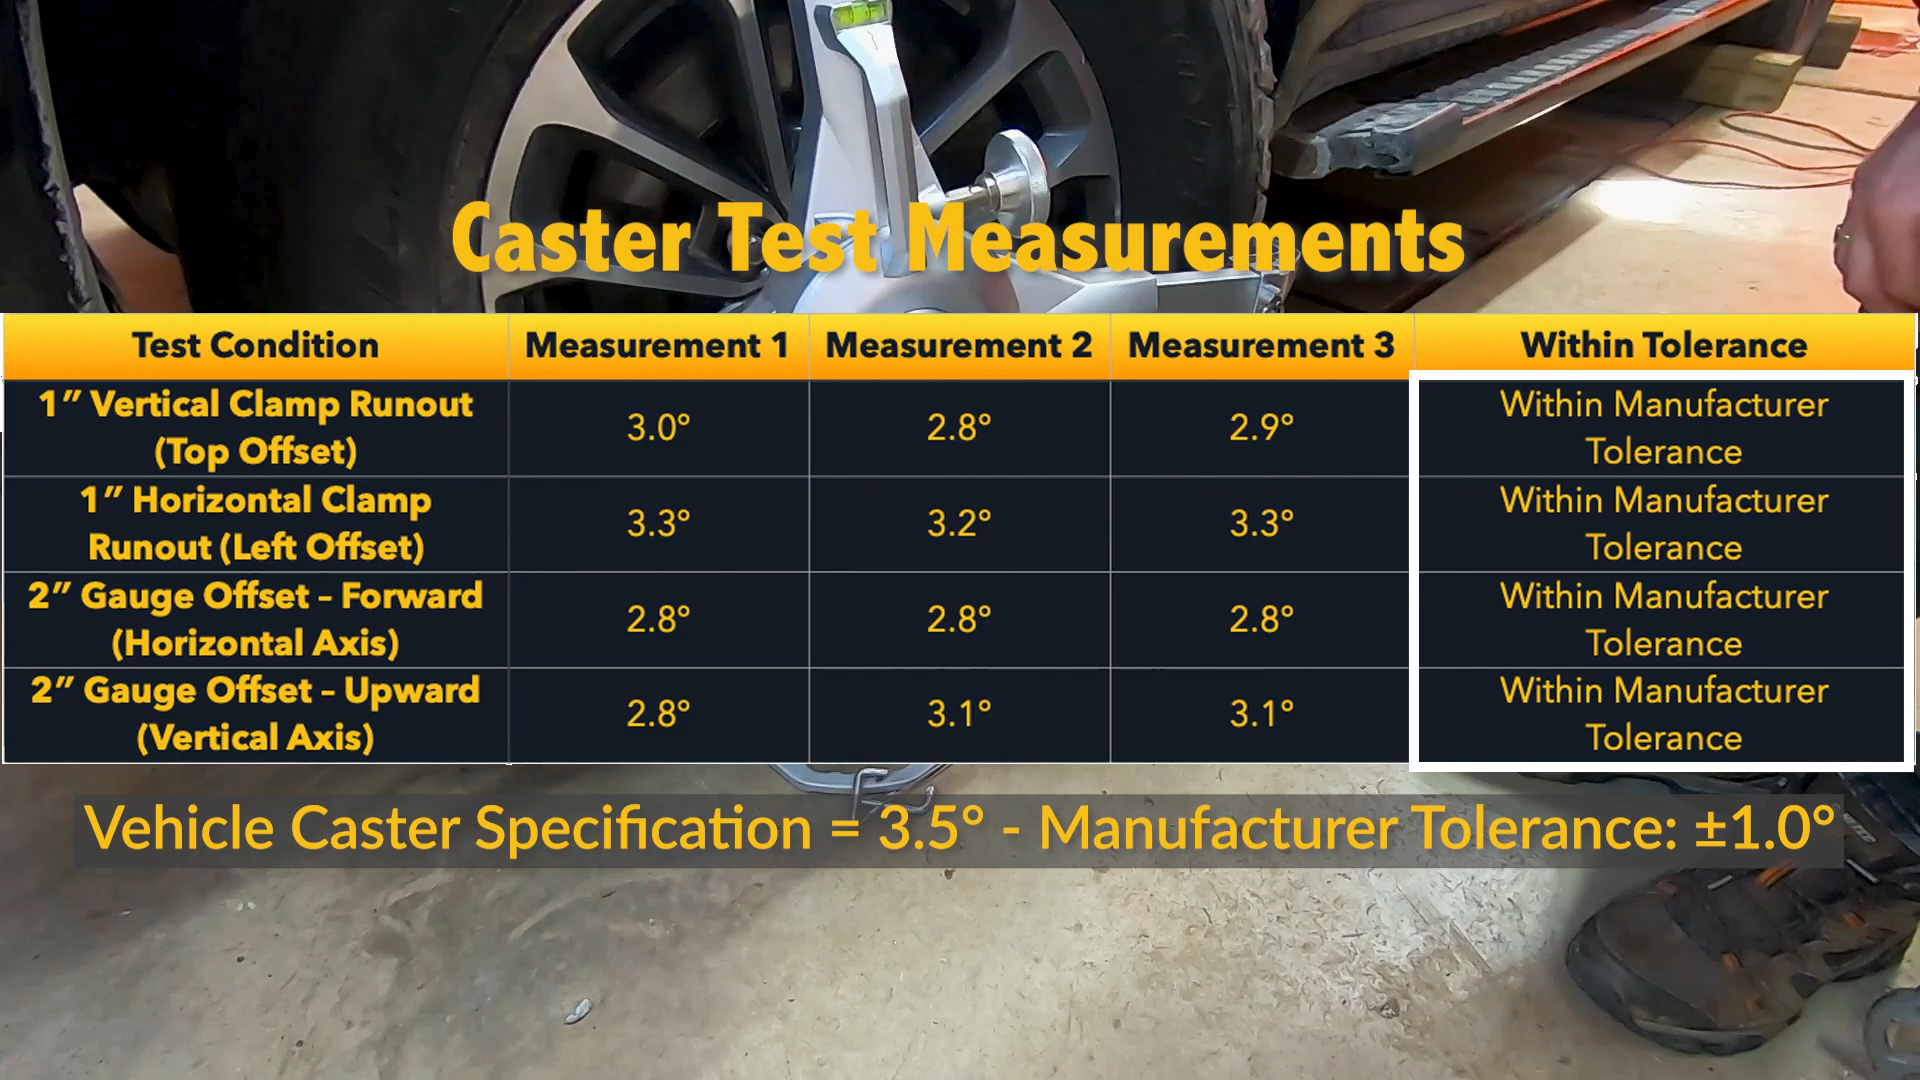 Caster Test Measurements
Test Condition Measurement 1 Measurement 2 Measurement 3 Within Tolerance
1” Vertical Clamp Runout
(Top Offset)
3.0° 2.8° 2.9°
Within Manufacturer
Tolerance
1” Horizontal Clamp
Runout (Left Offset)
3.3° 3.2° 3.3°
Within Manufacturer
Tolerance
2” Gauge Offset – Forward
(Horizontal Axis)
2.8° 2.8° 2.8°
Within Manufacturer
Tolerance
2” Gauge Offset – Upward
(Vertical Axis)
2.8° 3.1° 3.1°
Within Manufacturer
Tolerance
Vehicle Caster Specification = 3.5° - Manufacturer Tolerance: ±1.0°